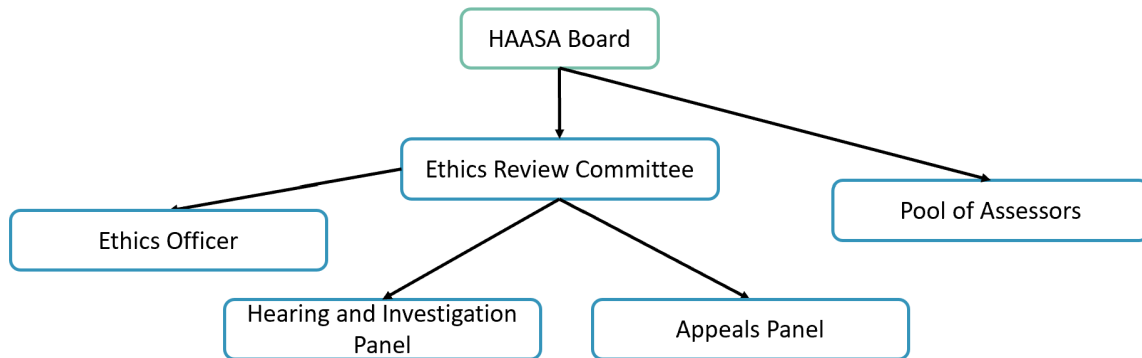 HAASA Board
Ethics Review Committee
Pool of Assessors
Ethics Officer
Hearing and Investigation
Panel
Appeals Panel